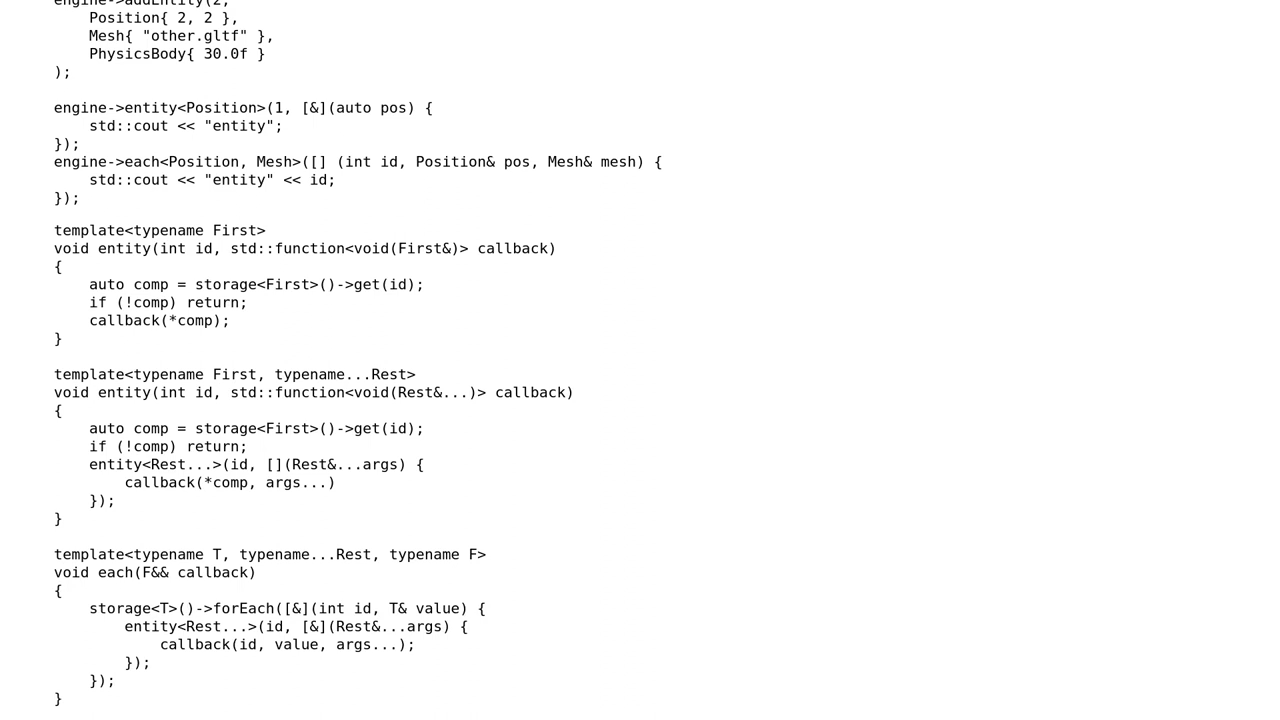 engine->addEntity(2,
    Position{ 2, 2 },
    Mesh{ "other.gltf" },
    PhysicsBody{ 30.0f }
);

engine->entity<Position>(1, [&](auto pos) {
    std::cout << "entity";
});
engine->each<Position, Mesh>([] (int id, Position& pos, Mesh& mesh) {
    std::cout << "entity" << id;
});

template<typename First>
void entity(int id, std::function<void(First&)> callback)
{
    auto comp = storage<First>()->get(id);
    if (!comp) return;
    callback(*comp);
}

template<typename First, typename...Rest>
void entity(int id, std::function<void(Rest&...)> callback)
{
    auto comp = storage<First>()->get(id);
    if (!comp) return;
    entity<Rest...>(id, [](Rest&...args) {
        callback(*comp, args...)
    });
}

template<typename T, typename...Rest, typename F>
void each(F&& callback)
{
    storage<T>()->forEach([&](int id, T& value) {
        entity<Rest...>(id, [&](Rest&...args) {
            callback(id, value, args...);
        });
    });
}